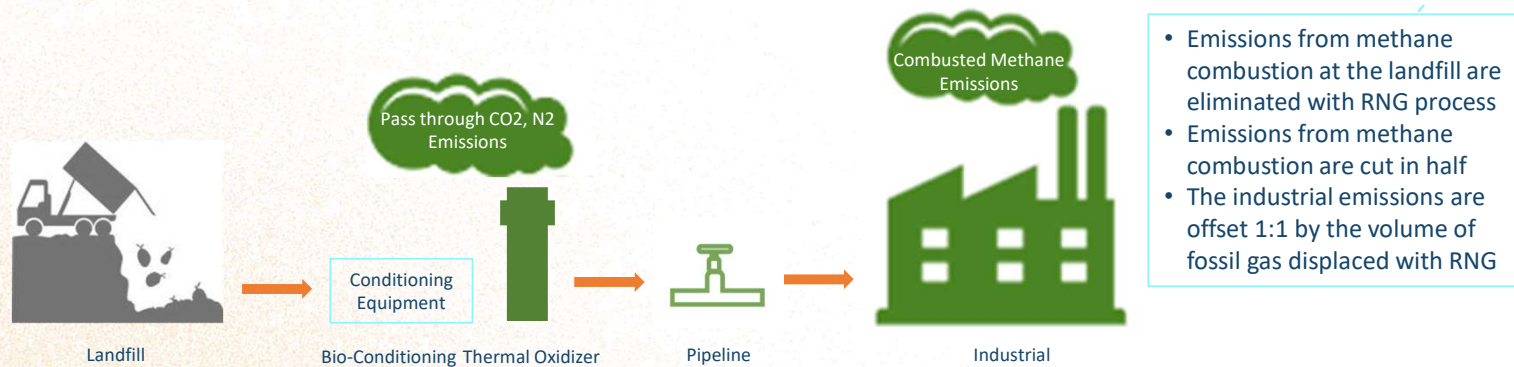 Pass through CO2, N2
Emissions
Combusted Methane
Emissions
Conditioning
Equipment
Landfill
Bio-Conditioning
Thermal Oxidizer
Pipeline
Industrial
• Emissions from methane
combustion at the landfill are
eliminated with RNG process
• Emissions from methane
combustion are cut in half
• The industrial emissions are
offset 1:1 by the volume of
fossil gas displaced with RNG